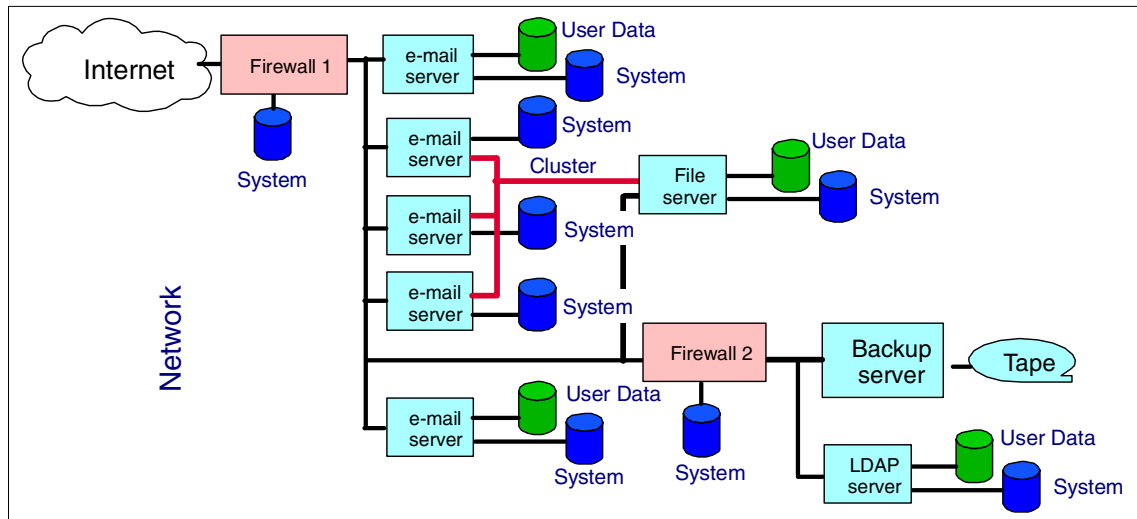 Internet
Firewall 1
System
e-mail
server
User Data
System
e-mail
server
System
Cluster
File
server
User Data
System
e-mail
server
System
e-mail
server
System
Network
Firewall 2
System
Backup
server
Tape
e-mail
server
User Data
System
LDAP
server
User Data
System